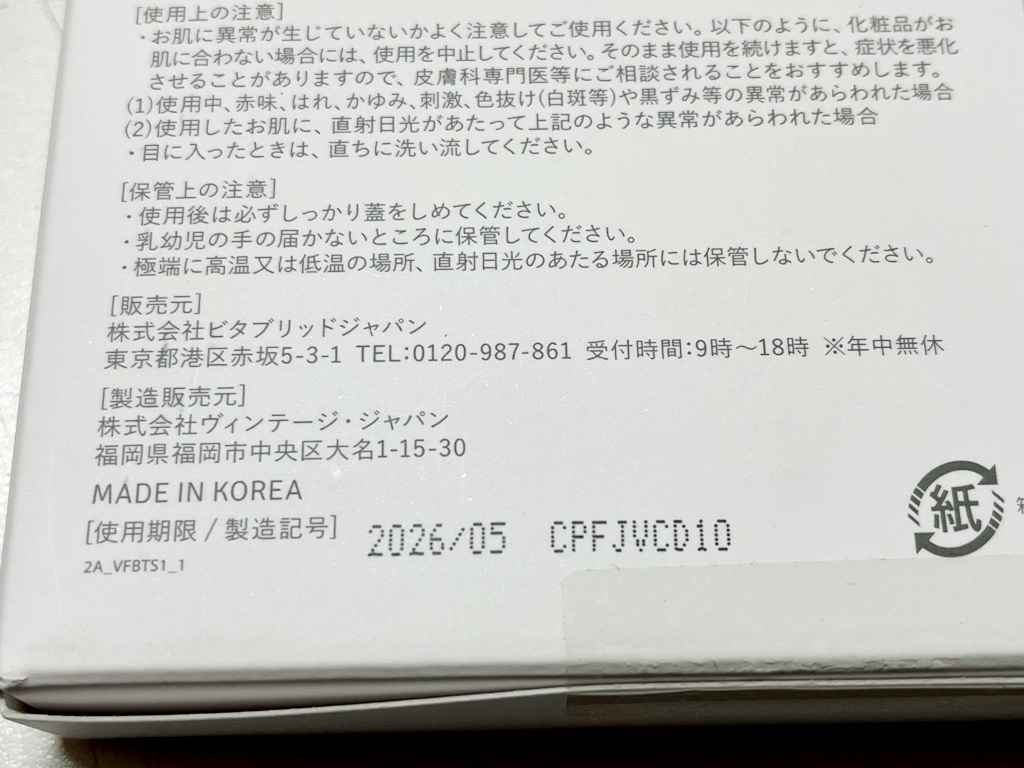 [使用上の注意]
・お肌に異常が生じていないかよく注意してご使用ください。以下のように、化粧品がお
肌に合わない場合には、使用を中止してください。そのまま使用を続けますと、症状を悪化
させることがありますので、皮膚科専門医等にご相談されることをおすすめします。
(1)使用中、赤味、はれ、かゆみ、刺激、色抜け(白斑等)や黒ずみ等の異常があらわれた場合
(2)使用したお肌に、直射日光があたって上記のような異常があらわれた場合
・目に入ったときは、直ちに洗い流してください。
[保管上の注意]
・使用後は必ずしっかり蓋をしめてください。
・乳幼児の手の届かないところに保管してください。
・極端に高温又は低温の場所、直射日光のあたる場所には保管しないでください。
[販売元]
株式会社ビタブリッドジャパン
東京都港区赤坂5-3-1 TEL:0120-987-861 受付時間:9時～18時 ※年中無休
[製造販売元]
株式会社ヴィンテージ・ジャパン
福岡県福岡市中央区大名1-15-30
MADE IN KOREA
[使用期限 / 製造記号] 2026/05 CPFJVCD10
2A_VFBTS1_1
紙